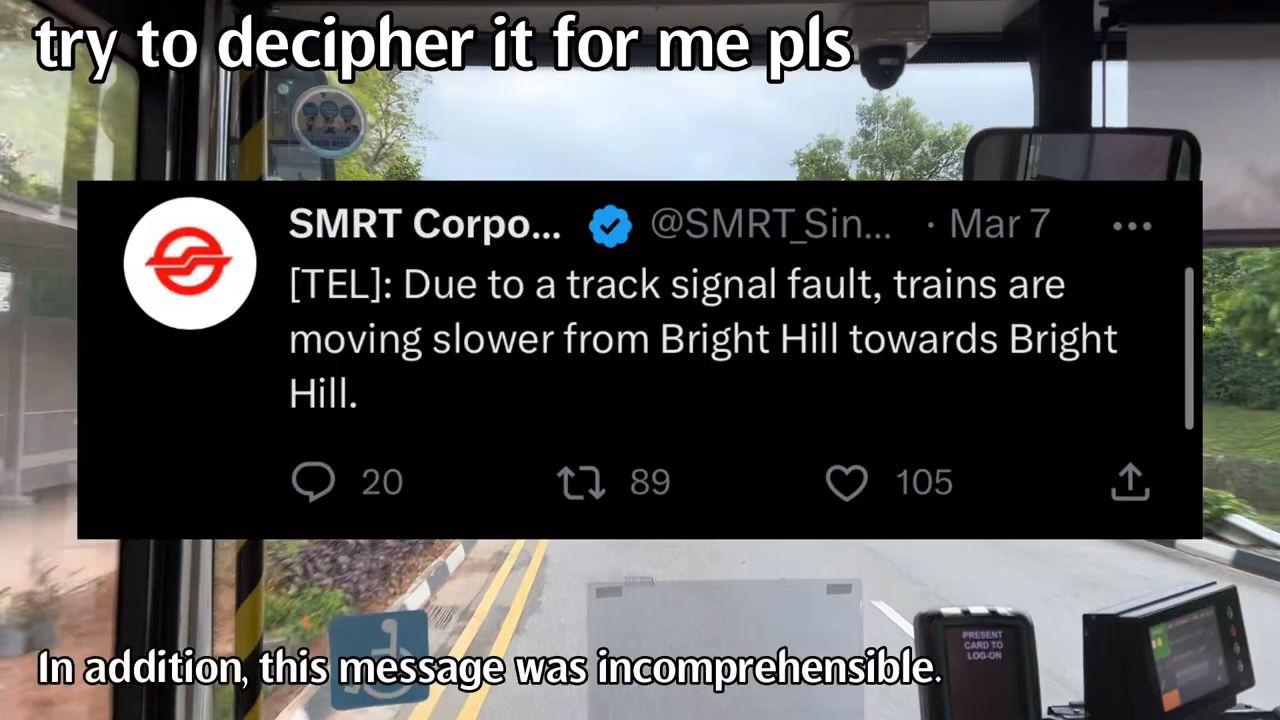 try to decipher it for me pls
SMRT Corpo... @SMRT_Sin... · Mar 7
[TEL]: Due to a track signal fault, trains are
moving slower from Bright Hill towards Bright
Hill.
20 89 105
PRESENT
CARD TO
LOG-ON
In addition, this message was incomprehensible.